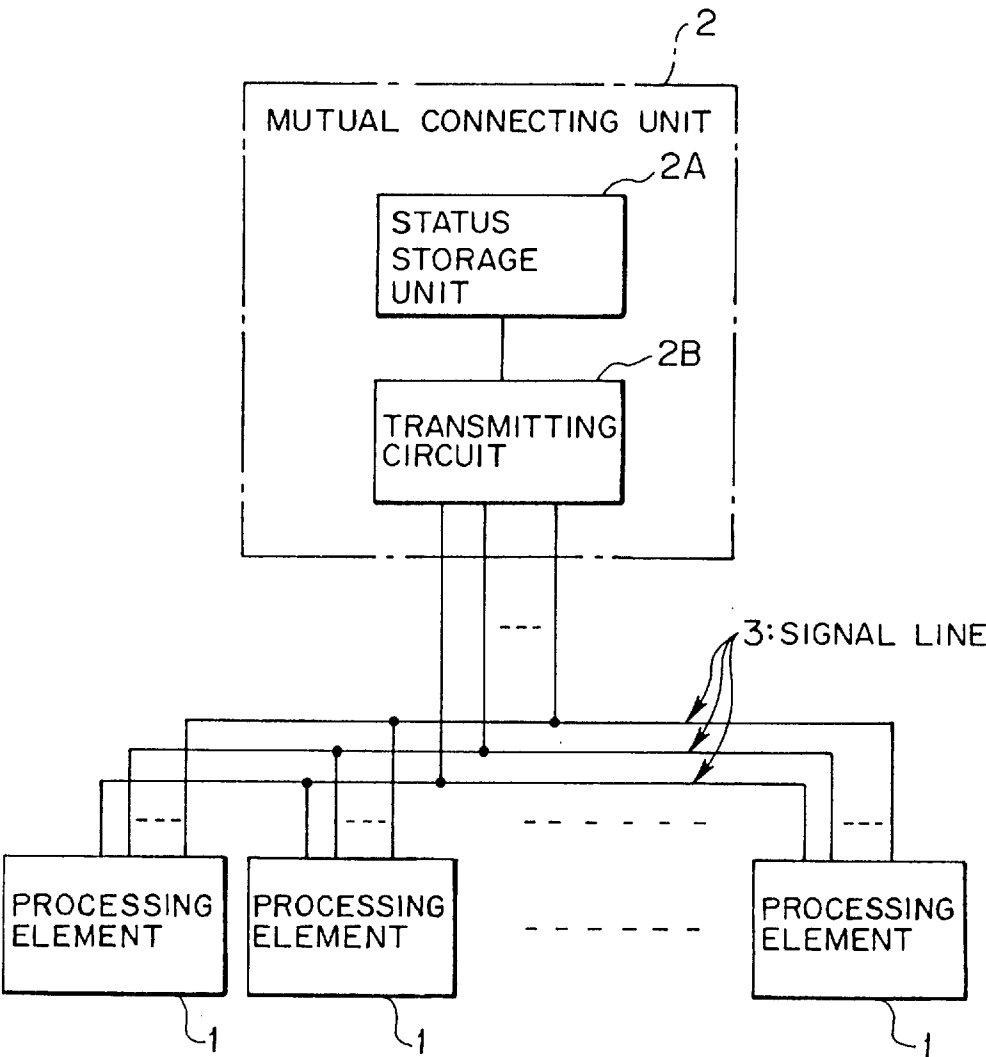 2
MUTUAL CONNECTING UNIT
2A
STATUS
STORAGE
UNIT
2B
TRANSMITTING
CIRCUIT
3:SIGNAL LINE
PROCESSING
ELEMENT
PROCESSING
ELEMENT
PROCESSING
ELEMENT
1
1
1